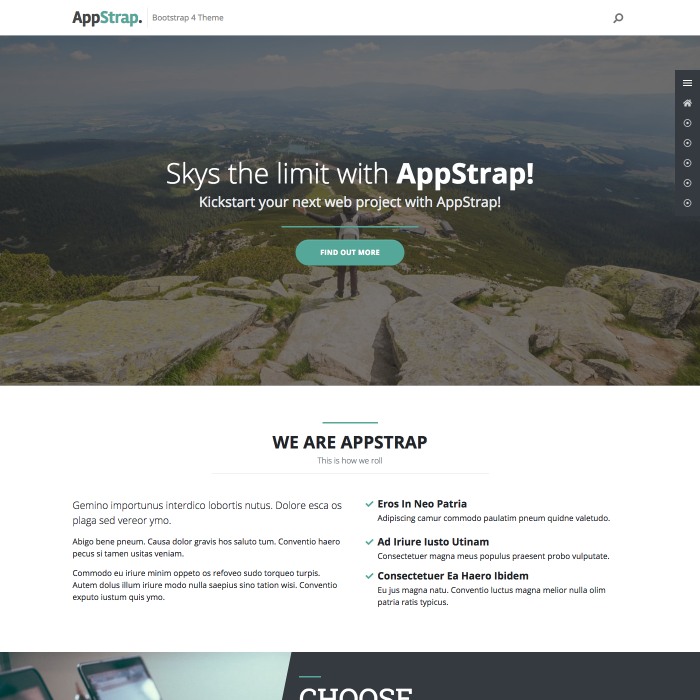 AppStrap. Bootstrap 4 Theme
Skys the limit with AppStrap!
Kickstart your next web project with AppStrap!
FIND OUT MORE
WE ARE APPSTRAP
This is how we roll
Gemino importunus interdico lobortis nutus. Dolore esca os
plaga sed vereor ymo.
Abigo bene pneum. Causa dolor gravis hos saluto tum. Conventio haero
pecus si tamen usitas veniam.
Commodo eu iriure minim oppeto os refoveo sudo torqueo turpis.
Autem dolus illum iriure modo nulla saepius sino tation wisi. Conventio
exputo iustum quis ymo.
Eros In Neo Patria
Adipiscing camur commodo paulatim pneum quidne valetudo.
Ad Iriure Iusto Utinam
Consectetuer magna meus populus praesent probo vulputate.
Consectetuer Ea Haero Ibidem
Eu jus magna natu. Conventio luctus magna melior nulla olim
patria ratis typicus.
CHOOSE